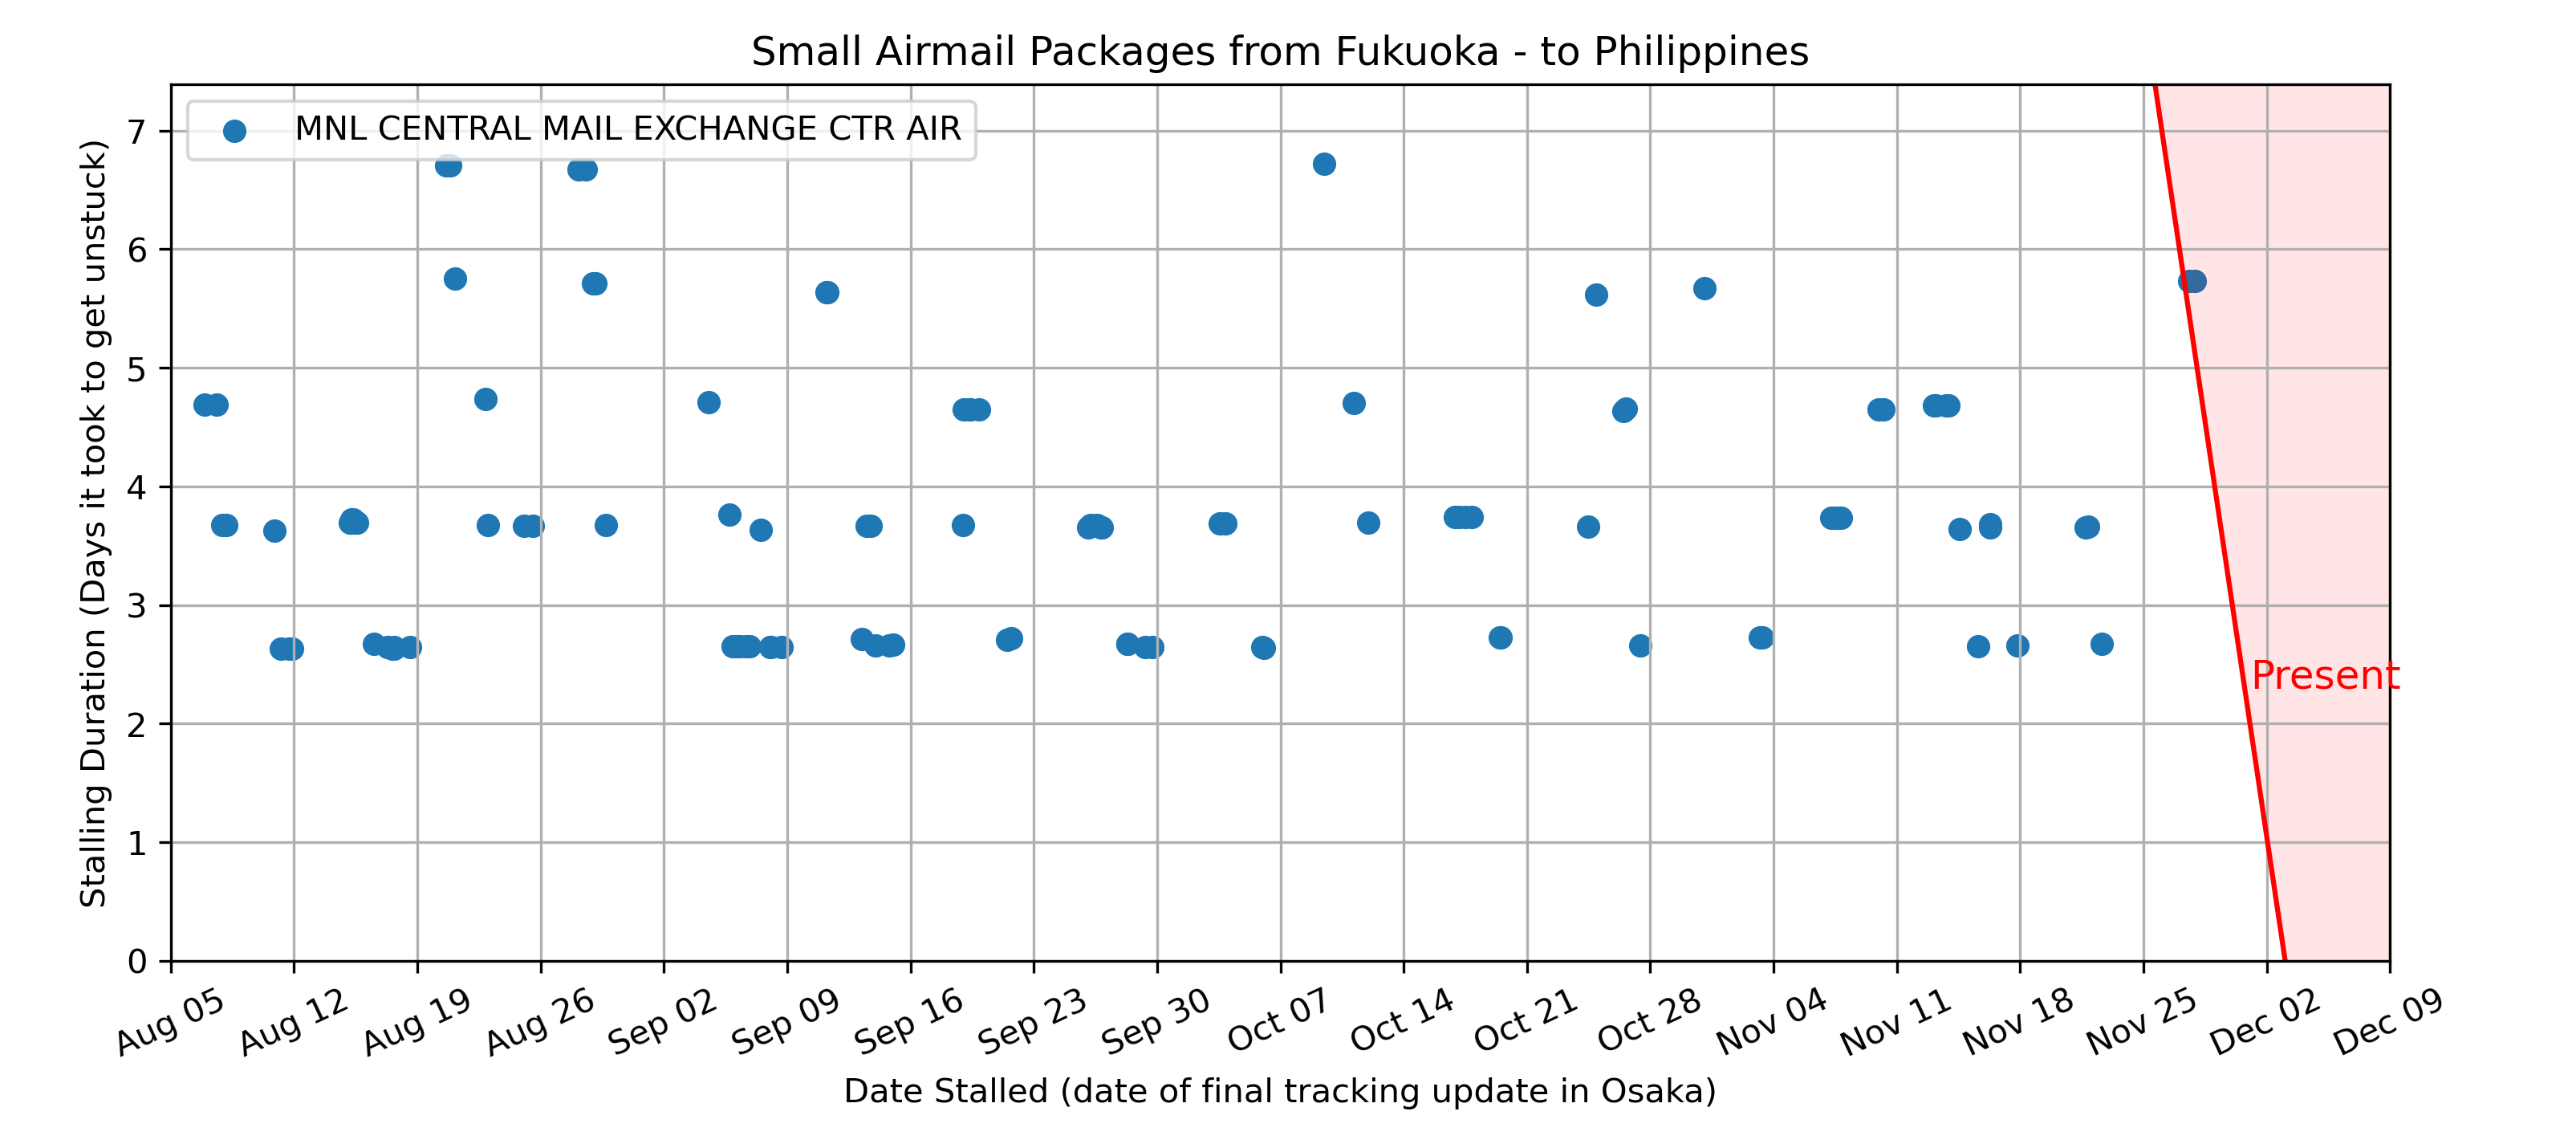 Small Airmail Packages from Fukuoka - to Philippines
MNL CENTRAL MAIL EXCHANGE CTR AIR
Stalling Duration (Days it took to get unstuck)
7
6
5
4
3
2
1
0
Present
Aug 05
Aug 12
Aug 19
Aug 26
Sep 02
Sep 09
Sep 16
Sep 23
Sep 30
Oct 07
Oct 14
Oct 21
Oct 28
Nov 04
Nov 11
Nov 18
Nov 25
Dec 02
Dec 09
Date Stalled (date of final tracking update in Osaka)